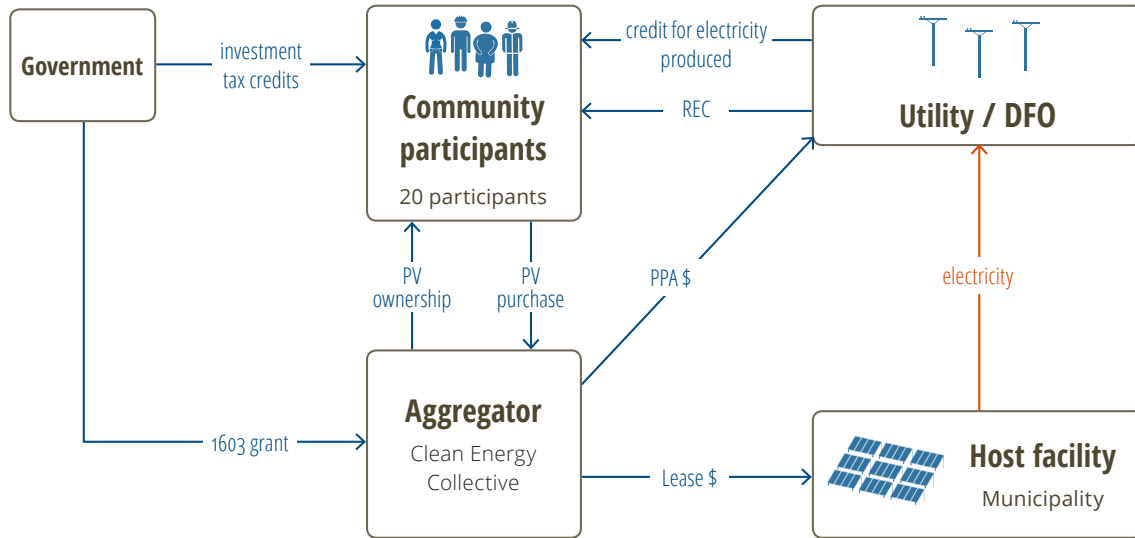 Government
investment
tax credits
Community
participants
20 participants
credit for electricity
produced
REC
Utility / DFO
PV
ownership
PV
purchase
PPA $
electricity
1603 grant
Aggregator
Clean Energy
Collective
Lease $
Host facility
Municipality